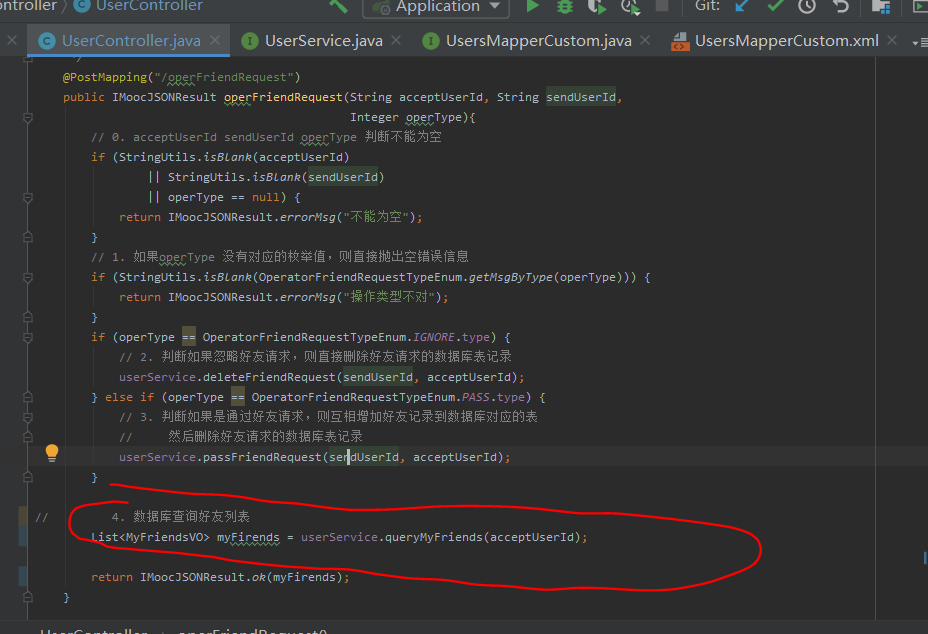 ontroller › UserController Application Git:
UserController.java UserService.java UsersMapperCustom.java UsersMapperCustom.xml
@PostMapping("/operFriendRequest")
public IMoocJSONResult operFriendRequest(String acceptUserId, String sendUserId,
Integer operType){
// 0. acceptUserId sendUserId operType 判断不能为空
if (StringUtils.isBlank(acceptUserId)
|| StringUtils.isBlank(sendUserId)
|| operType == null) {
return IMoocJSONResult.errorMsg("不能为空");
}
// 1. 如果operType 没有对应的枚举值，则直接抛出空错误信息
if (StringUtils.isBlank(OperatorFriendRequestTypeEnum.getMsgByType(operType))) {
return IMoocJSONResult.errorMsg("操作类型不对");
}
if (operType == OperatorFriendRequestTypeEnum.IGNORE.type) {
// 2. 判断如果忽略好友请求，则直接删除好友请求的数据库表记录
userService.deleteFriendRequest(sendUserId, acceptUserId);
} else if (operType == OperatorFriendRequestTypeEnum.PASS.type) {
// 3. 判断如果是通过好友请求，则互相增加好友记录到数据库对应的表
// 然后删除好友请求的数据库表记录
userService.passFriendRequest(sendUserId, acceptUserId);
}
// 4. 数据库查询好友列表
List<MyFriendsVO> myFirends = userService.queryMyFriends(acceptUserId);
return IMoocJSONResult.ok(myFirends);
}
UserController › operFriendRequest()